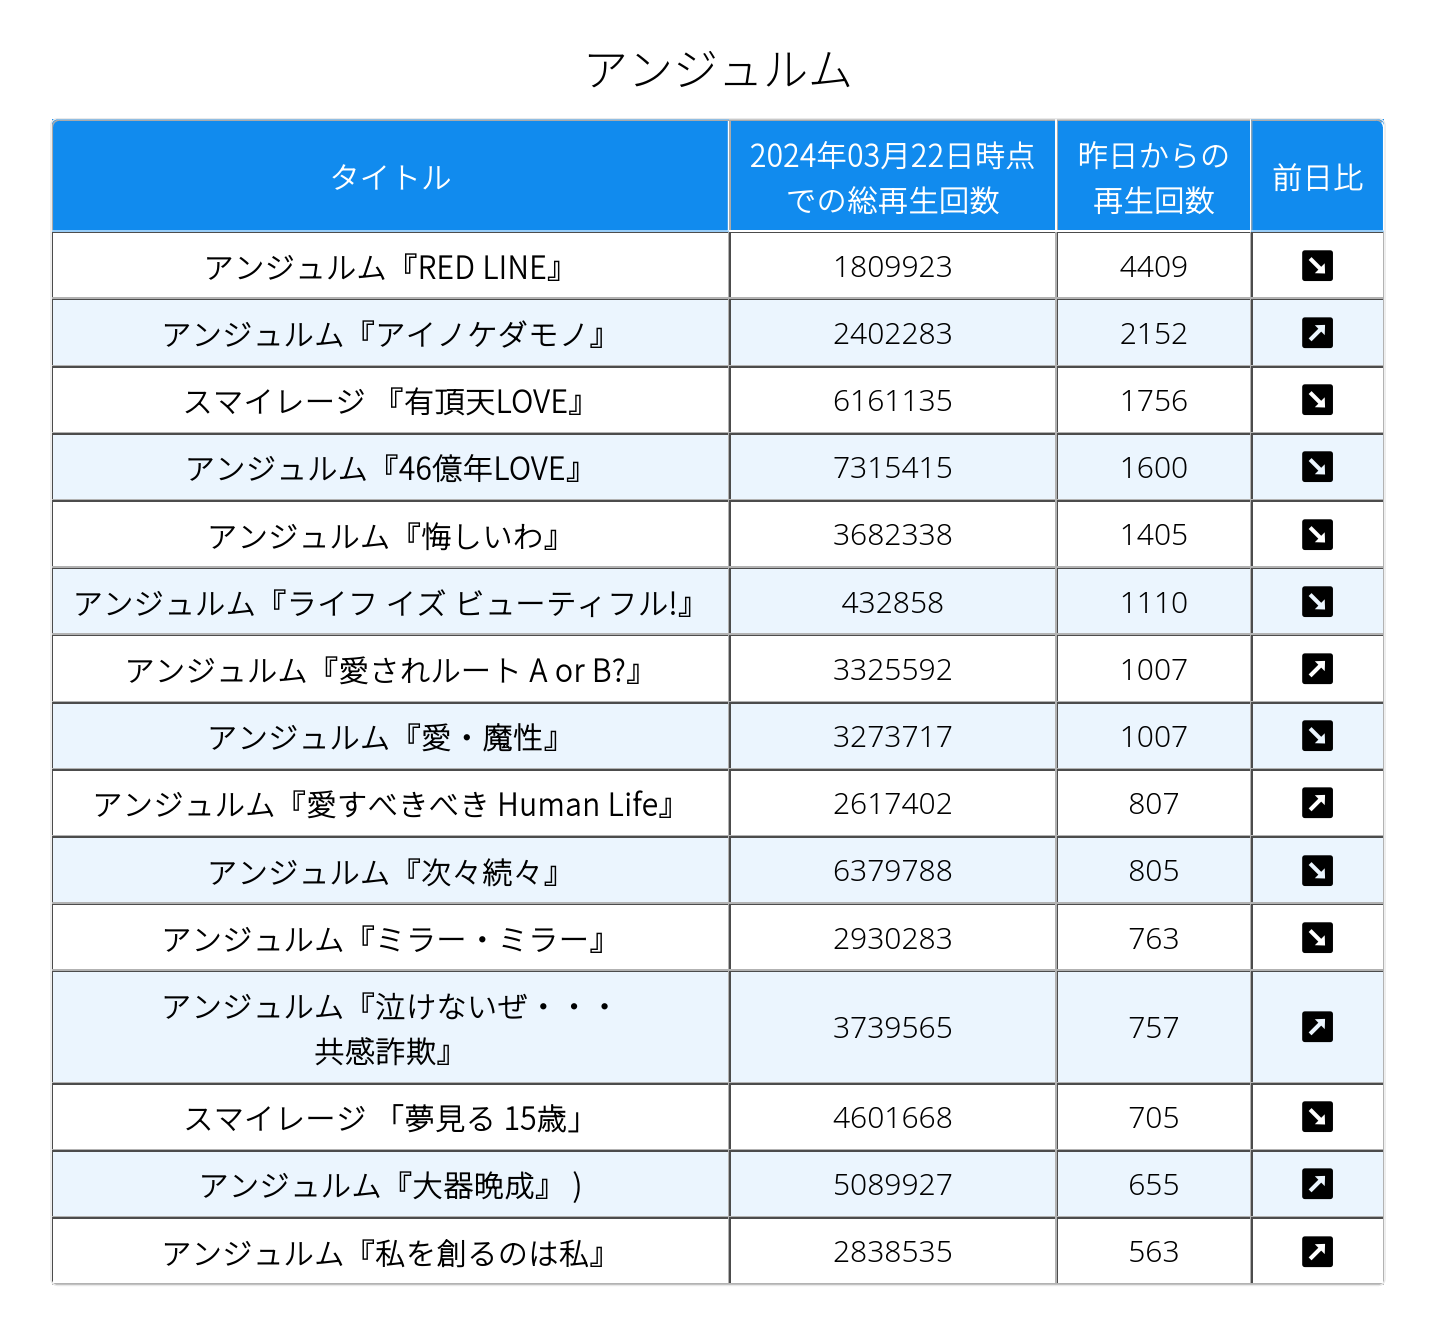 アンジュルム
タイトル
2024年03月22日時点
での総再生回数
昨日からの
再生回数
前日比
アンジュルム『RED LINE』 1809923 4409
アンジュルム『アイノケダモノ』 2402283 2152
スマイレージ 『有頂天LOVE』 6161135 1756
アンジュルム『46億年LOVE』 7315415 1600
アンジュルム『悔しいわ』 3682338 1405
アンジュルム『ライフ イズ ビューティフル!』 432858 1110
アンジュルム『愛されルート A or B?』 3325592 1007
アンジュルム『愛・魔性』 3273717 1007
アンジュルム『愛すべきべき Human Life』 2617402 807
アンジュルム『次々続々』 6379788 805
アンジュルム『ミラー・ミラー』 2930283 763
アンジュルム『泣けないぜ・・・
共感詐欺』 3739565 757
スマイレージ 「夢見る 15歳」 4601668 705
アンジュルム『大器晩成』 ) 5089927 655
アンジュルム『私を創るのは私』 2838535 563